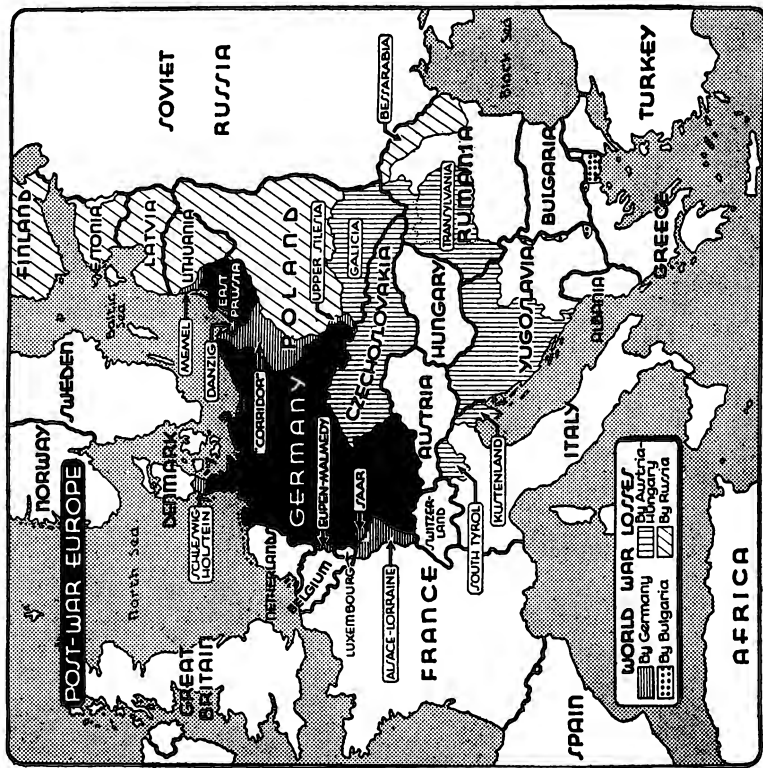 POST-WAR EUROPE
NORWAY
SWEDEN
FINLAND
SOVIET
RUSSIA
ESTONIA
LATVIA
LITHUANIA
Baltic
Sea
North Sea
DENMARK
SCHLESWIG
HOLSTEIN
MEMEL
DANZIG
EAST
PRUSSIA
"CORRIDOR"
POLAND
UPPER SILESIA
GALICIA
GREAT
BRITAIN
NETHERLANDS
BELGIUM
LUXEMBOURG
GERMANY
EUPEN-MALMEDY
SAAR
ALSACE-LORRAINE
FRANCE
SWITZER-
LAND
AUSTRIA
CZECHOSLOVAKIA
HUNGARY
TRANSYLVANIA
RUMANIA
BESSARABIA
Black Sea
SOUTH TYROL
KUSTENLAND
YUGOSLAVIA
BULGARIA
ITALY
ALBANIA
GREECE
TURKEY
SPAIN
AFRICA
WORLD WAR LOSSES
By Germany
By Austria-
Hungary
By Bulgaria
By Russia